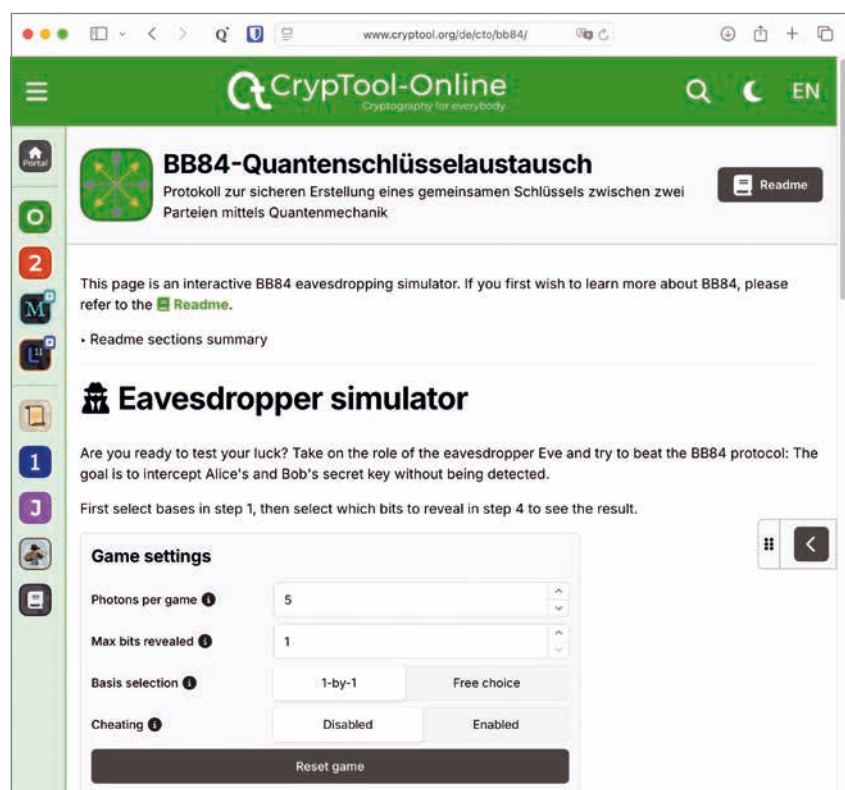 www.cryptool.org/de/cto/bb84/
CrypTool-Online
Cryptography for everybody
EN
Portal
BB84-Quantenschlüsselaustausch
Protokoll zur sicheren Erstellung eines gemeinsamen Schlüssels zwischen zwei
Parteien mittels Quantenmechanik
Readme
O
2
M
L11
1
J
This page is an interactive BB84 eavesdropping simulator. If you first wish to learn more about BB84, please
refer to the Readme.
Readme sections summary
Eavesdropper simulator
Are you ready to test your luck? Take on the role of the eavesdropper Eve and try to beat the BB84 protocol: The
goal is to intercept Alice's and Bob's secret key without being detected.
First select bases in step 1, then select which bits to reveal in step 4 to see the result.
Game settings
Photons per game 5
Max bits revealed 1
Basis selection 1-by-1 Free choice
Cheating Disabled Enabled
Reset game